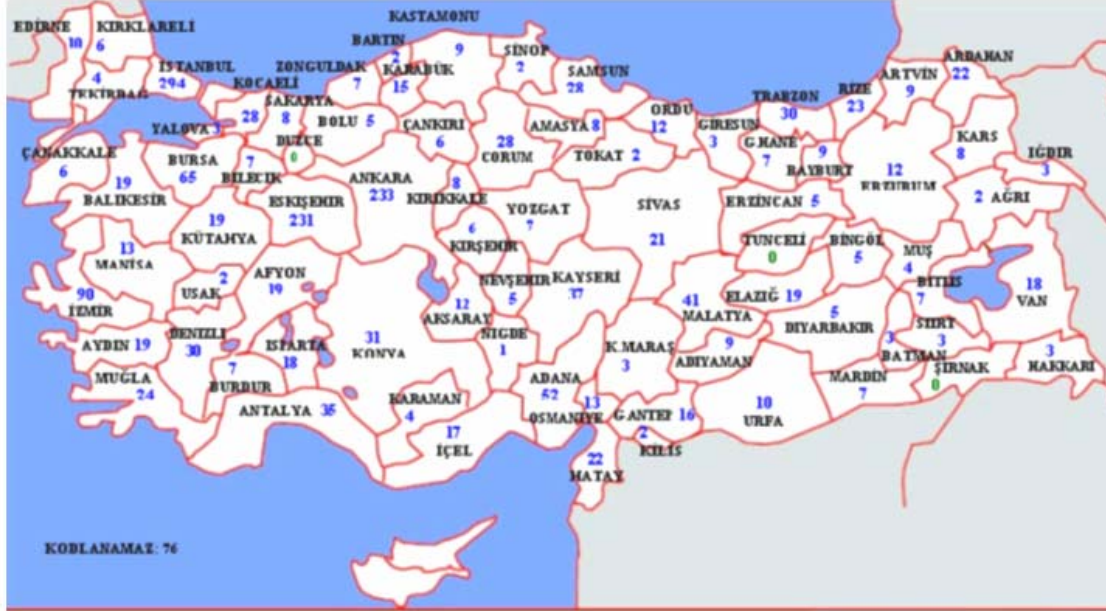 KASTAMONU
EDİRNE
10
KIRKLARELİ
6
BARTIN
2
9
SİNOP
2
ARDAHAN
22
4
TEKİRDAĞ
İSTANBUL
294
ZONGULDAK
7
KARABÜK
15
SAMSUN
28
ARTVİN
9
KOCAELİ
28
SAKARYA
8
RİZE
23
TRABZON
30
YALOVA 3
BOLU 5
ÇANKIRI
6
28
ÇORUM
AMASYA 8
ORDU
12
GİRESUN
3
G.HANE
7
9
BAYBURT
KARS
8
DÜZCE
0
ÇANAKKALE
6
BURSA
65
7
BİLECİK
TOKAT 2
12
ERZURUM
IĞDIR
3
19
BALIKESİR
ESKİŞEHİR
231
ANKARA
233
8
KIRIKKALE
YOZGAT
7
SİVAS
21
ERZİNCAN 5
2 AĞRI
19
KÜTAHYA
6
KIRŞEHİR
TUNCELİ
0
BİNGÖL
5
MUŞ
4
13
MANİSA
2
USAK
AFYON
19
NEVŞEHİR
5
KAYSERİ
37
BİTLİS
7
18
VAN
90
İZMİR
12
AKSARAY
41
MALATYA
ELAZIĞ 19
5
DIYARBAKIR
SİİRT
3
DENIZLI
30
AYDIN 19
ISPARTA
18
31
KONYA
NİGDE
1
K.MARAŞ
3
9
ADIYAMAN
3
BATMAN
ŞIRNAK
0
3
HAKKARI
MUĞLA
24
7
BURDUR
ADANA
52
MARDİN
7
ANTALYA 35
KARAMAN
4
13
OSMANİYE
G.ANTEP 16
10
URFA
17
İÇEL
2
KİLİS
22
HATAY
KODLANAMAZ: 76